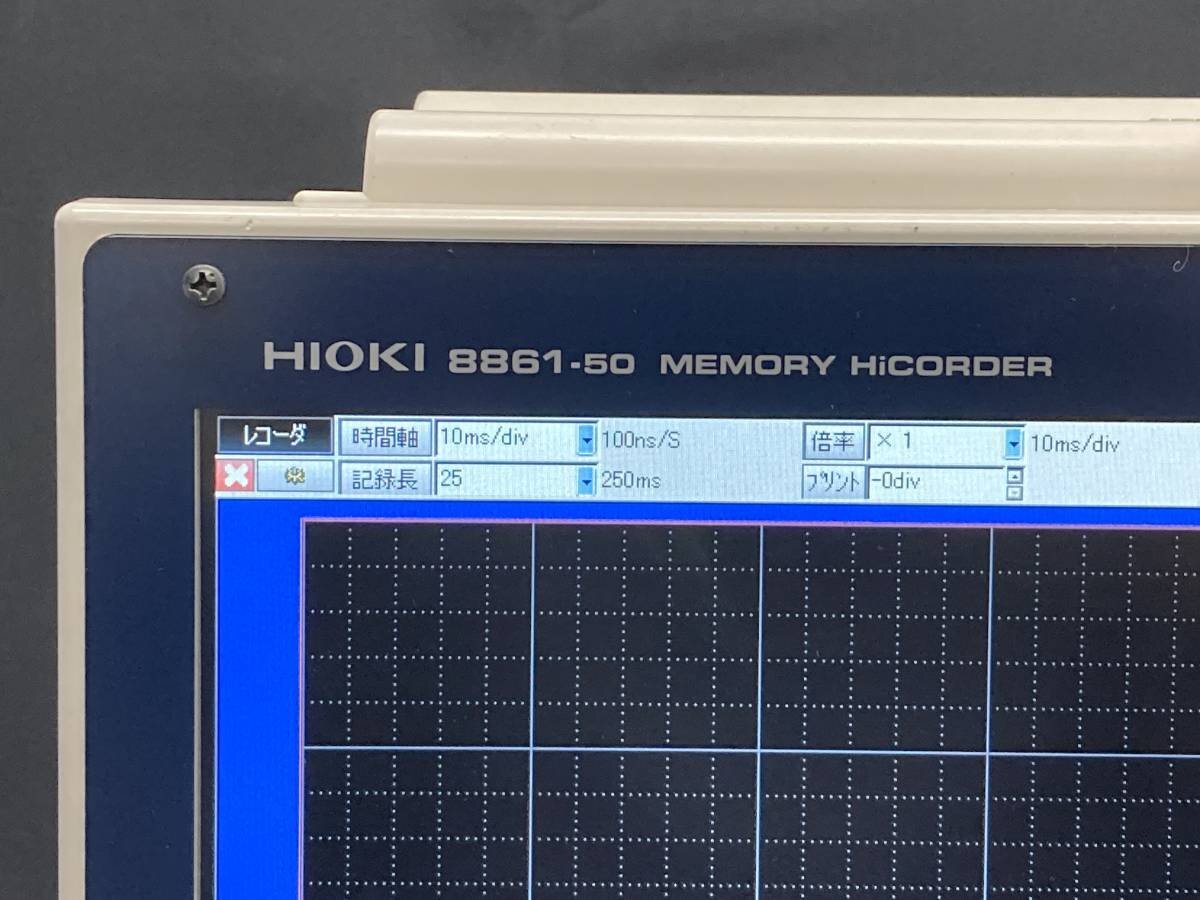 HIOKI 8861-50 MEMORY HiCORDER
レコーダ 時間軸 10ms/div 100ns/S 倍率 × 1 10ms/div
記録長 25 250ms プリント -0div